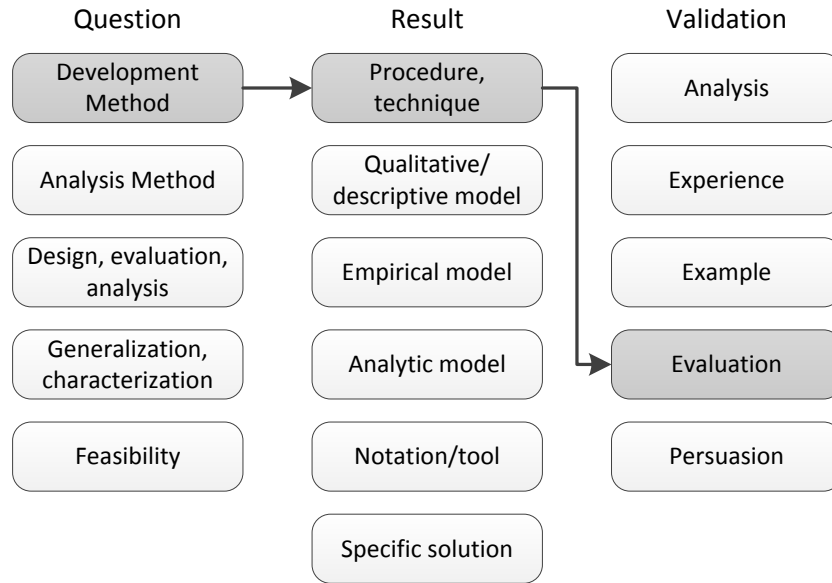 Question
Development
Method
Analysis Method
Design, evaluation,
analysis
Generalization,
characterization
Feasibility
Result
Procedure,
technique
Qualitative/
descriptive model
Empirical model
Analytic model
Notation/tool
Specific solution
Validation
Analysis
Experience
Example
Evaluation
Persuasion